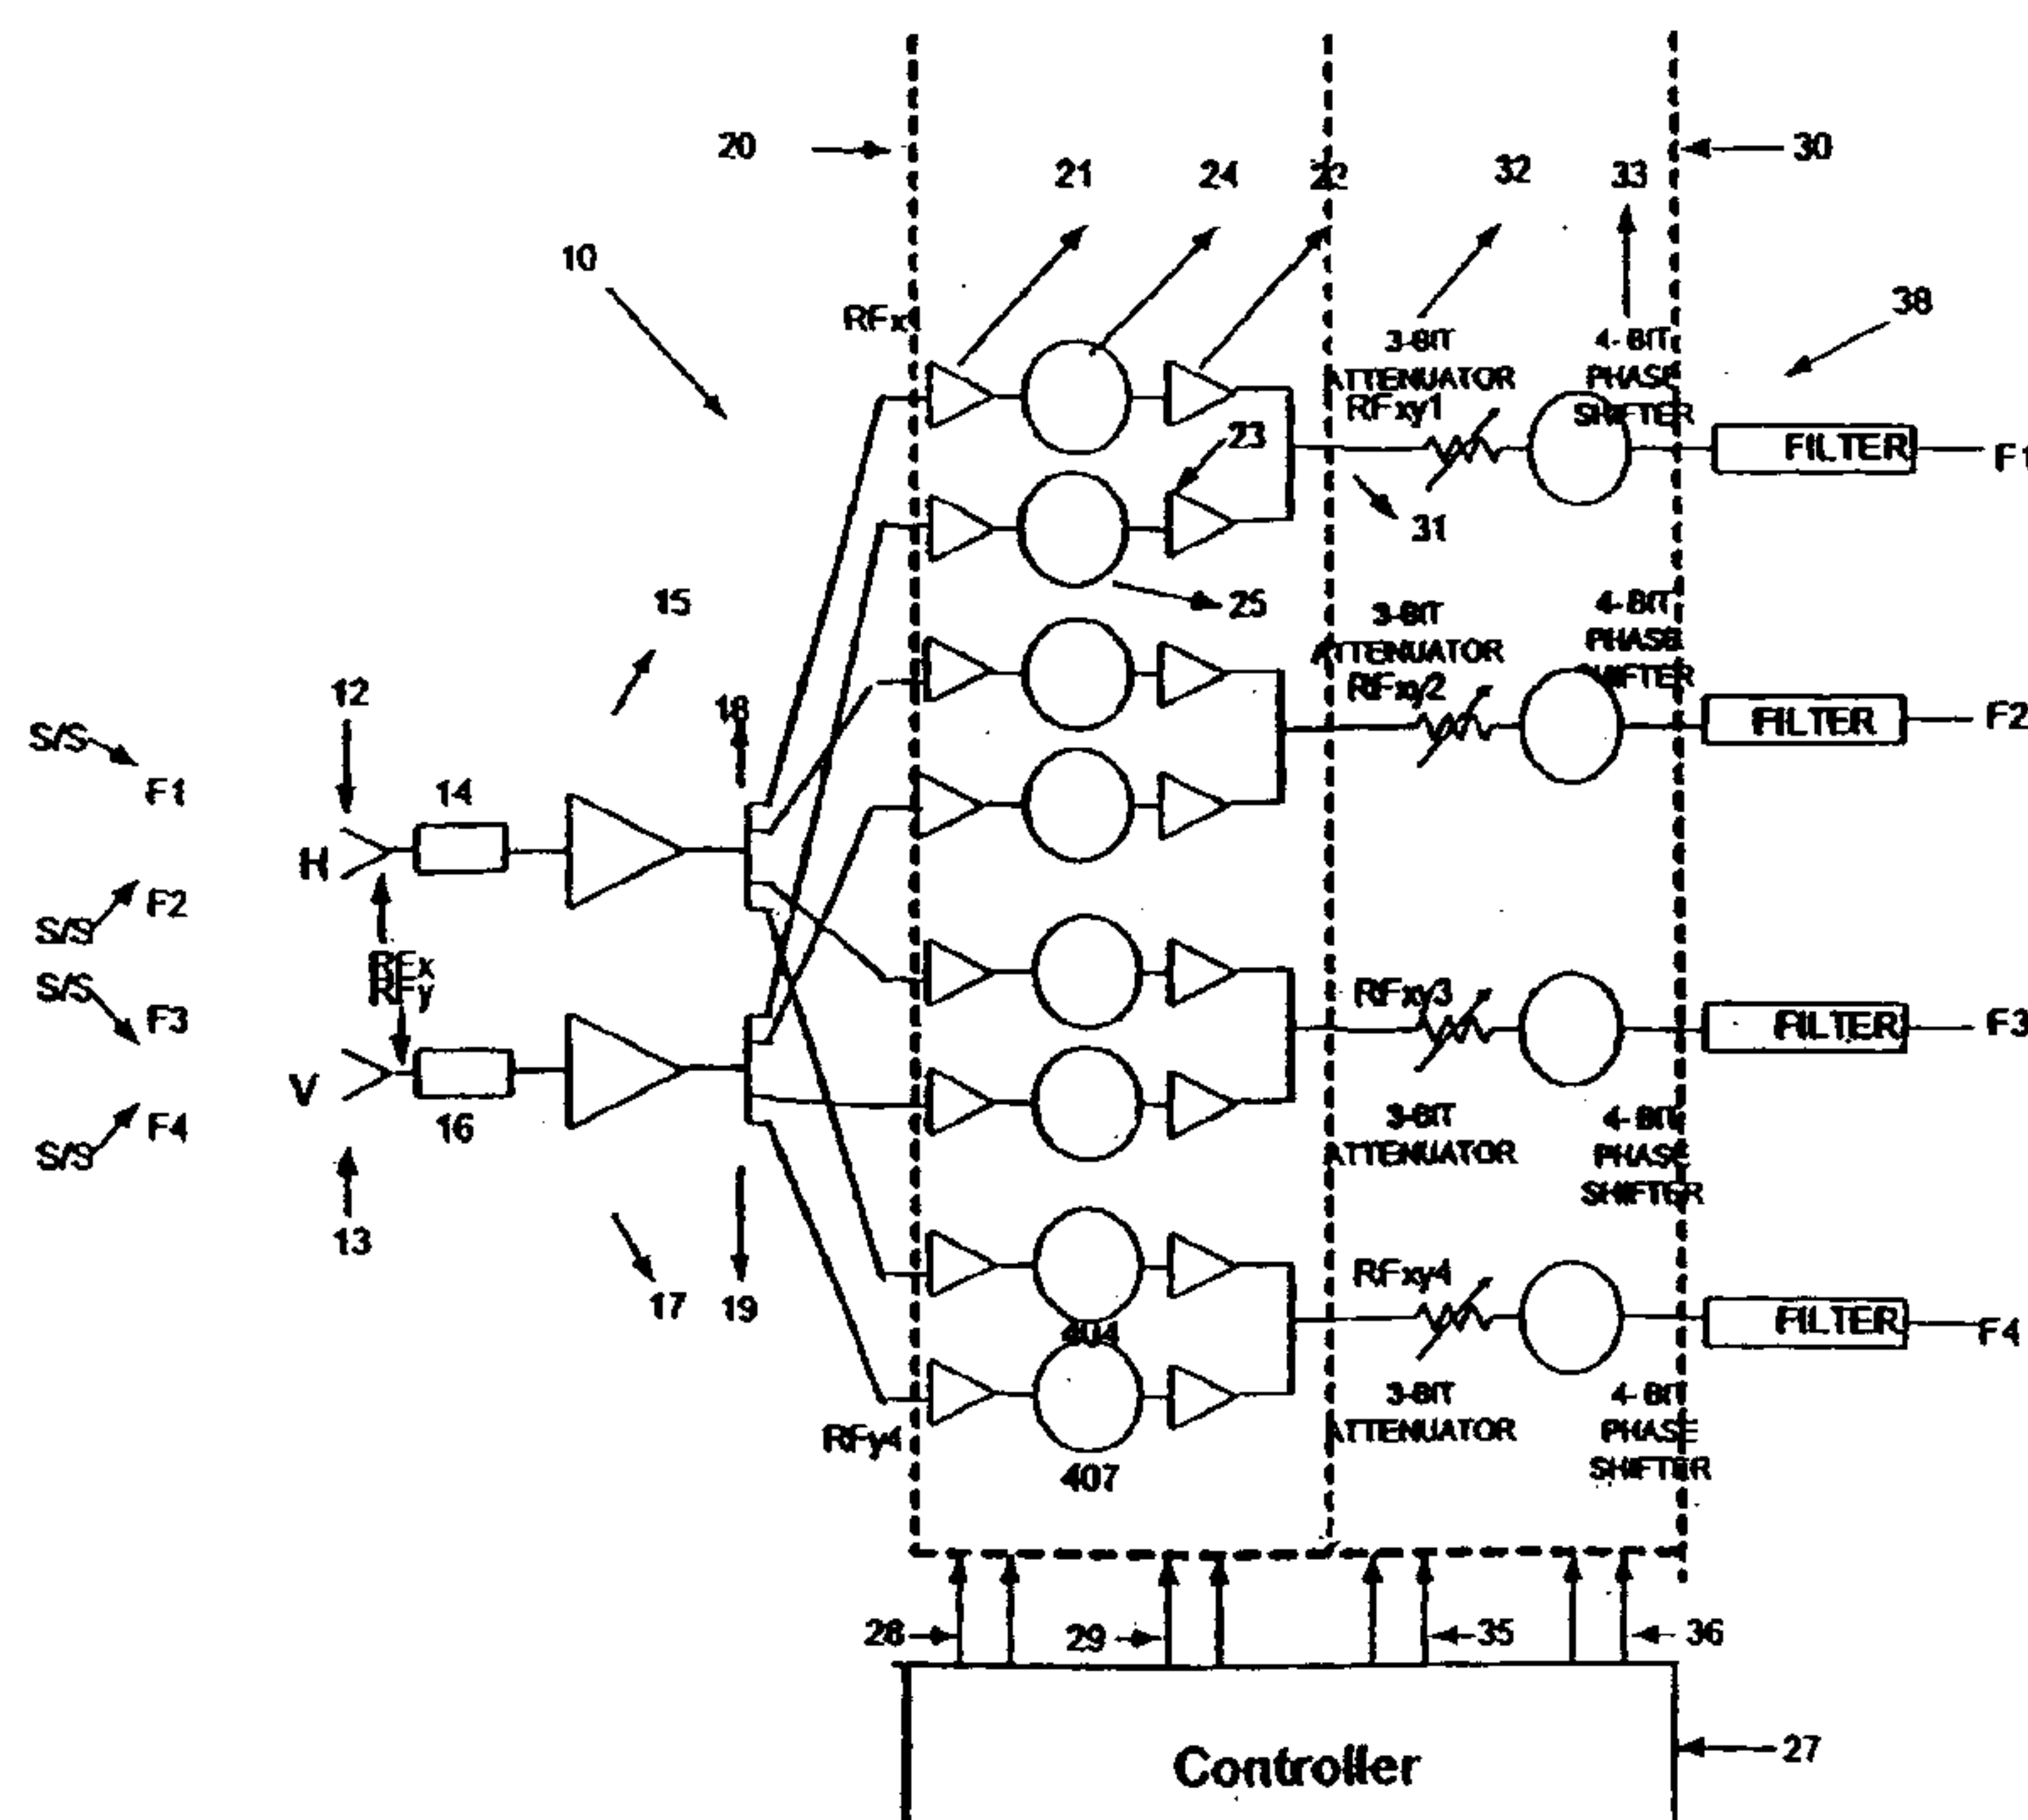 20
21
24
22
32
33
30
10
38
RFx
3-BIT
ATTENUATOR
4-BIT
PHASE
SHIFTER
RFxy1
FILTER
F1
23
31
25
15
3-BIT
ATTENUATOR
4-BIT
PHASE
SHIFTER
RFxy2
FILTER
F2
12
18
S/S
F1
14
H
F2
S/S
RFx
RFy
S/S
F3
V
16
F4
S/S
13
17
19
RFxy3
FILTER
F3
3-BIT
ATTENUATOR
4-BIT
PHASE
SHIFTER
RFxy4
FILTER
F4
404
3-BIT
ATTENUATOR
4-BIT
PHASE
SHIFTER
RFy4
407
28
29
35
36
Controller
27